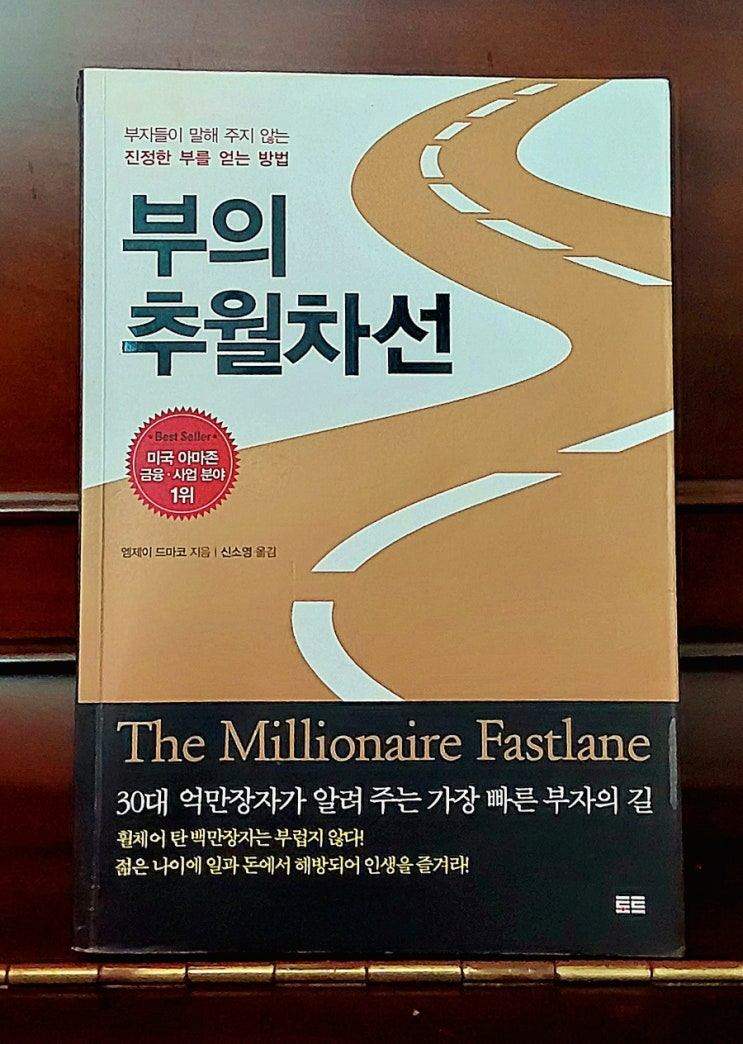 부자들이 말해 주지 않는
진정한 부를 얻는 방법
부의
추월차선
Best Seller
미국 아마존
금융·사업 분야
1위
엠제이 드마코 지음 | 신소영 옮김
The Millionaire Fastlane
30대 억만장자가 알려 주는 가장 빠른 부자의 길
휠체어 탄 백만장자는 부럽지 않다!
젊은 나이에 일과 돈에서 해방되어 인생을 즐겨라!
토트